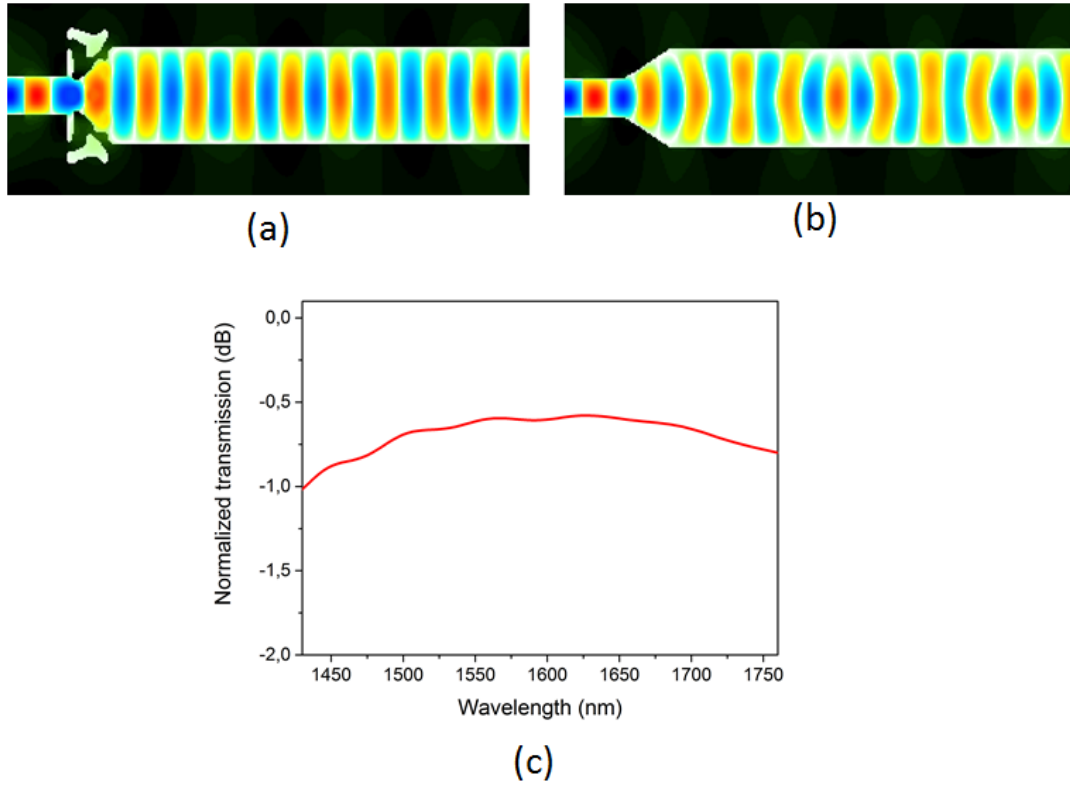 (a)
(b)
Normalized transmission (dB)
0,0
-0,5
-1,0
-1,5
-2,0
1450 1500 1550 1600 1650 1700 1750
Wavelength (nm)
(c)